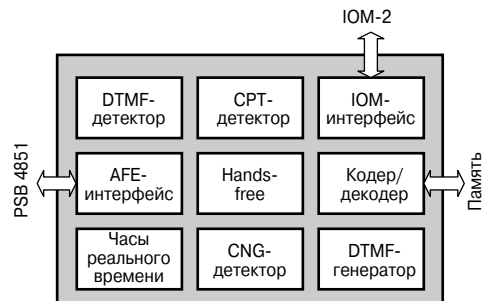 IOM-2
DTMF-
детектор
CPT-
детектор
IOM-
интерфейс
PSB 4851
AFE-
интерфейс
Hands-
free
Кодер/
декодер
Память
Часы
реального
времени
CNG-
детектор
DTMF-
генератор